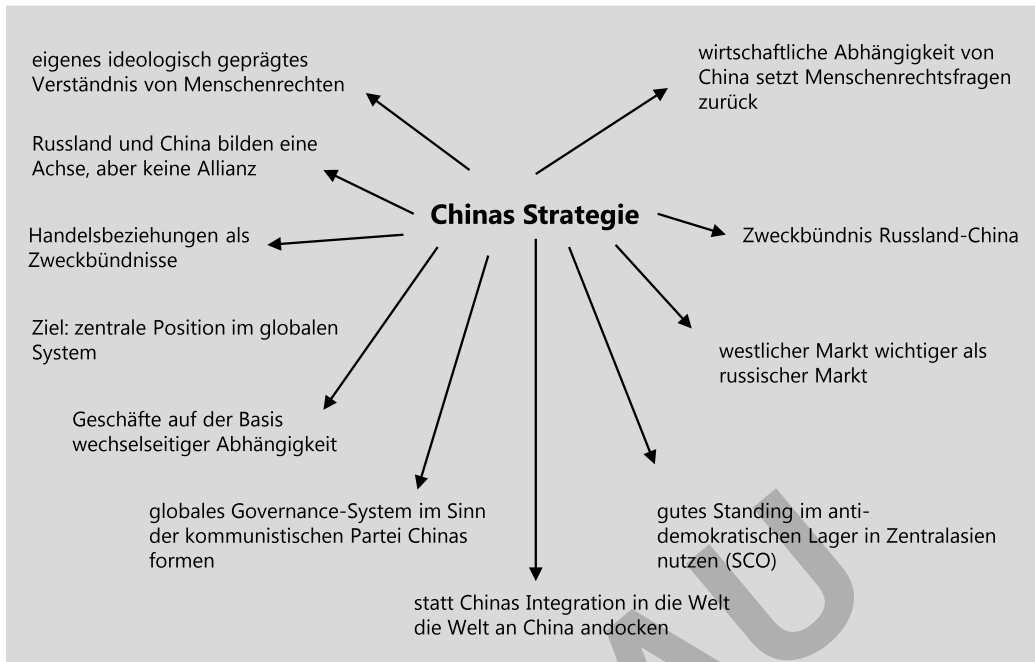 eigenes ideologisch geprägtes
Verständnis von Menschenrechten
wirtschaftliche Abhängigkeit von
China setzt Menschenrechtsfragen
zurück
Russland und China bilden eine
Achse, aber keine Allianz
Chinas Strategie
Handelsbeziehungen als
Zweckbündnisse
Zweckbündnis Russland-China
Ziel: zentrale Position im globalen
System
westlicher Markt wichtiger als
russischer Markt
Geschäfte auf der Basis
wechselseitiger Abhängigkeit
globales Governance-System im Sinn
der kommunistischen Partei Chinas
formen
gutes Standing im anti-
demokratischen Lager in Zentralasien
nutzen (SCO)
statt Chinas Integration in die Welt
die Welt an China andocken
AU